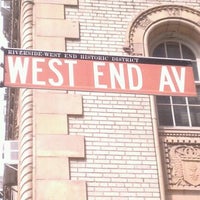 RIVERSIDE-WEST END HISTORIC DISTRICT
WEST END AV